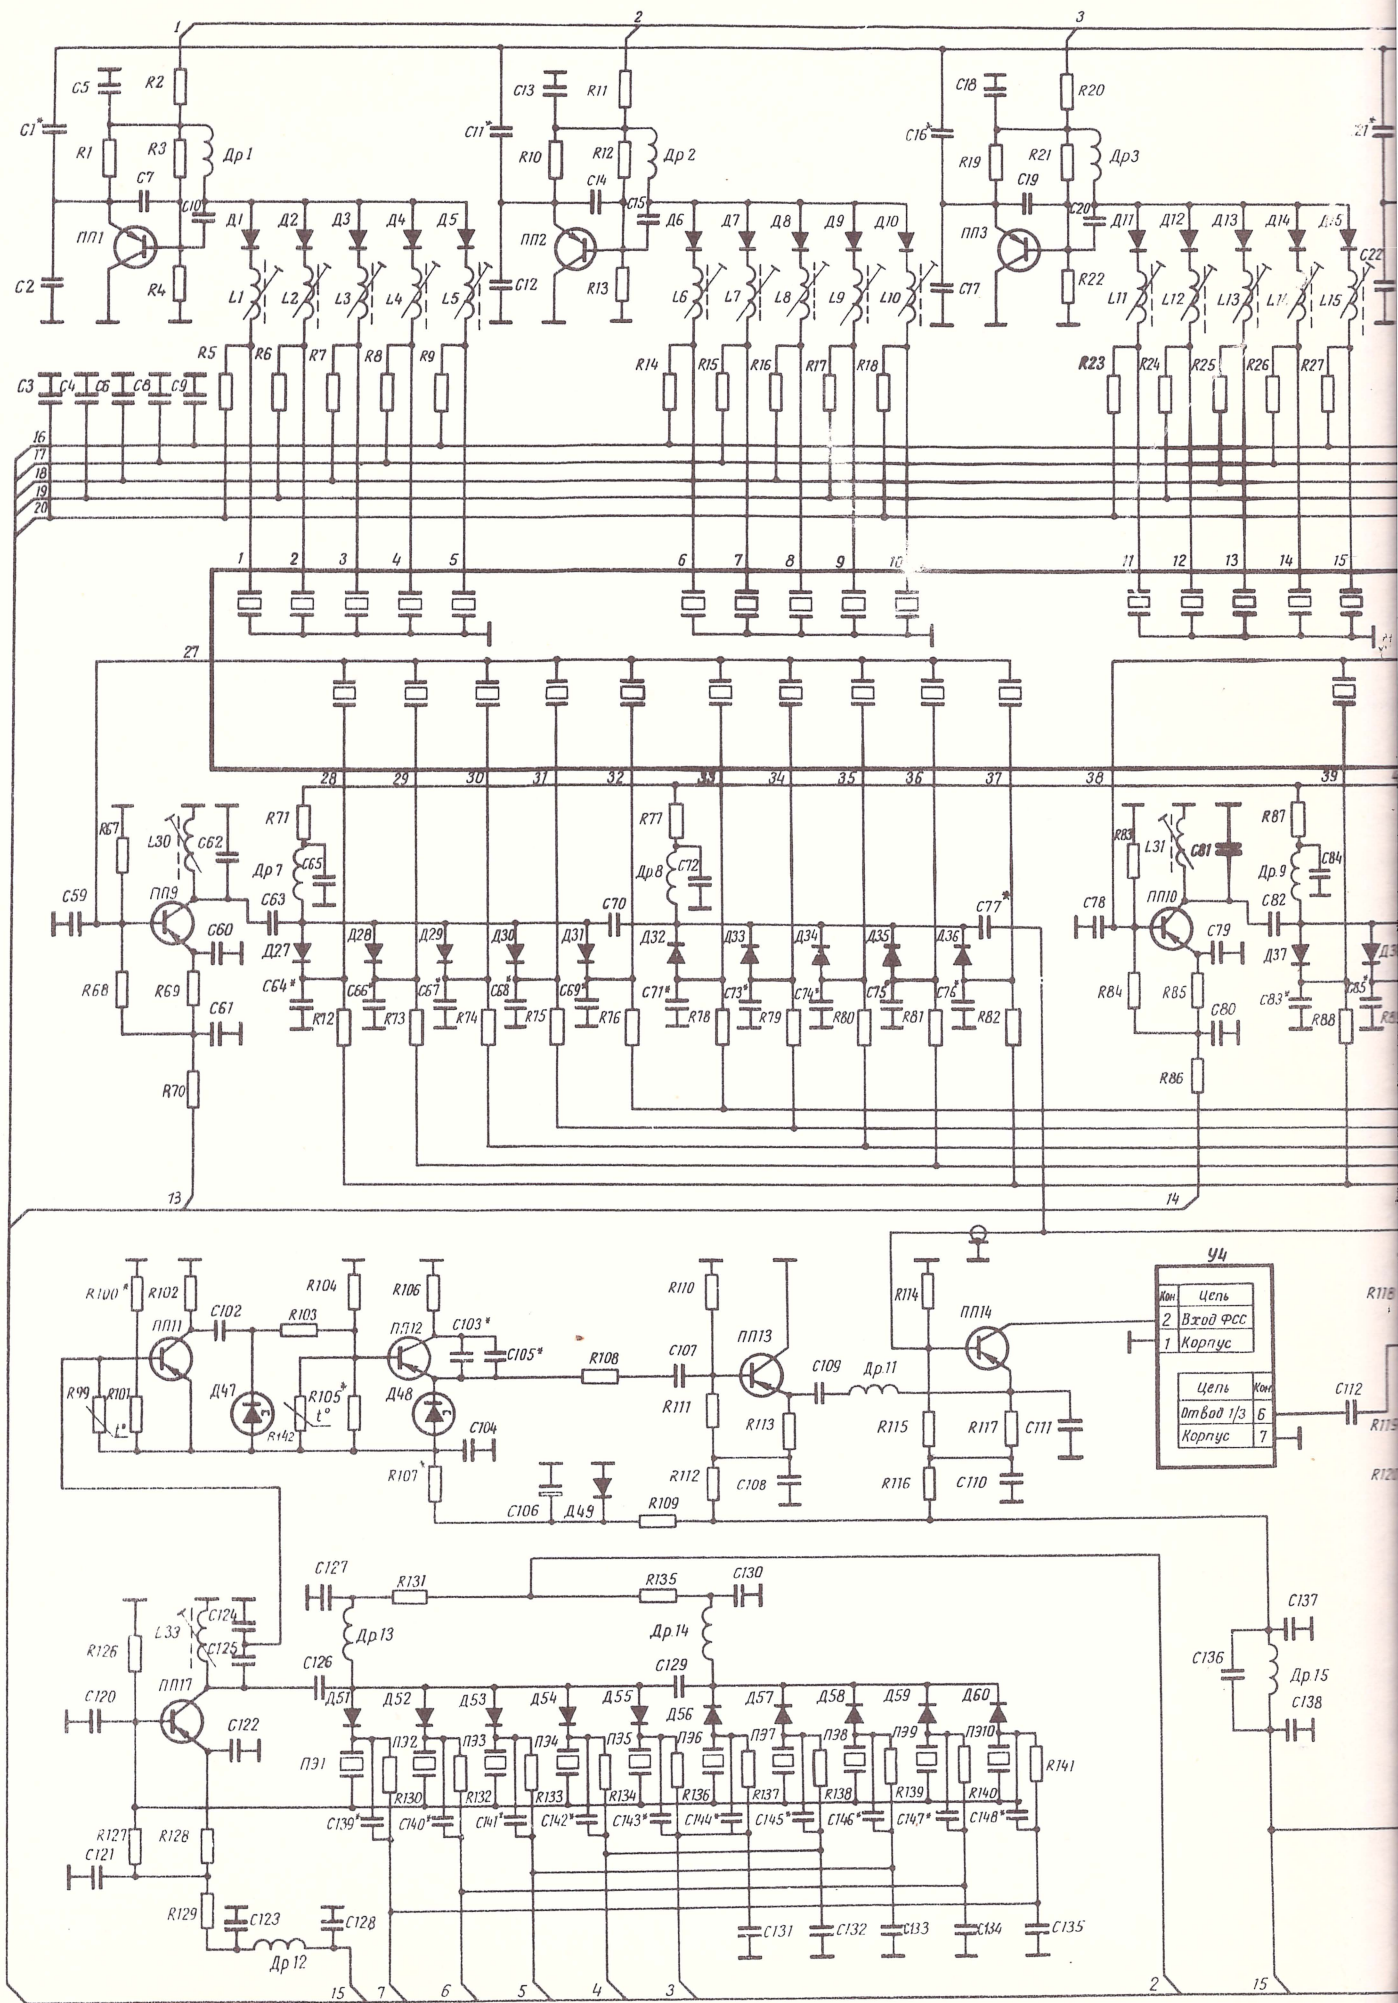 1 2 3
C5 R2 C13 R11 C18 R20
C1* R1 R3 Др1 C11* R10 R12 Др2 C16* R19 R21 Др3
C7 C10 C14 C15 C19 C20
Д1 Д2 Д3 Д4 Д5 Д6 Д7 Д8 Д9 Д10 Д11 Д12 Д13 Д14
ПП1 ПП2 ПП3
C2 R4 C12 R13 C17 R22 C22
L1 L2 L3 L4 L5 L6 L7 L8 L9 L10 L11 L12 L13 L14 L15
R5 R6 R7 R8 R9 R14 R15 R16 R17 R18 R23 R24 R25 R26 R27
C3 C4 C6 C8 C9
16
17
18
19
20
1 2 3 4 5 6 7 8 9 10 11 12 13 14 15
27
28 29 30 31 32 33 34 35 36 37 38 39
R67 L30 C62 R71 Др7 C65 R77 Др8 C72 R83 L31 C81 R87 Др.9 C84
C59 ПП9 C63 C70 C77* C78 ПП10 C82
C60 Д27 Д28 Д29 Д30 Д31 Д32 Д33 Д34 Д35 Д36 C79 Д37
R68 R69 C64* C66* C67* C68* C69* C71* C73* C74* C75* C76* R84 R85 C83* C85*
C61 R72 R73 R74 R75 R76 R78 R79 R80 R81 R82 C80 R88
R70 R86
13 14
У4
R100* R102 R104 R106 R110 R114 Кон Цепь R118
C102 R103 ПП14 2 Вход ФСС
ПП11 ПП12 C103* C105* ПП13 1 Корпус
R108 C107 C109 Др.11
R99 R101 Д47 R105* Д48 R111 Цепь Кон C112
t° t° R142 C104 R113 R115 R117 C111 Отвод 1/3 6
Корпус 7
R107* R112 C108 R116 C110
C106 Д49 R109
C127 R131 R135 C130 C137
L33 C124 Др.13 Др.14
R126 C125 C126 C129 C136 Др.15
C120 ПП17 Д51 Д52 Д53 Д54 Д55 Д56 Д57 Д58 Д59 Д60 C138
C122 ПЭ1 ПЭ2 ПЭ3 ПЭ4 ПЭ5 ПЭ6 ПЭ7 ПЭ8 ПЭ9 ПЭ10
R130 R132 R133 R134 R136 R137 R138 R139 R140 R141
R127 R128 C139* C140* C141* C142* C143* C144* C145* C146* C147* C148*
C121
R129 C123 C128 C131 C132 C133 C134 C135
Др 12
15 7 6 5 4 3 2 15